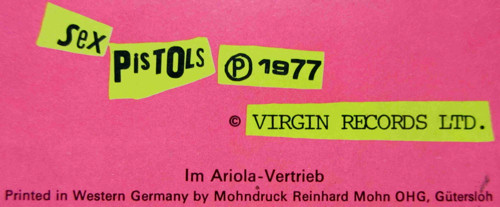 sex
PiSTOLS ℗ 1977
© VIRGIN RECORDS LTD.
Im Ariola-Vertrieb
Printed in Western Germany by Mohndruck Reinhard Mohn OHG, Gütersloh